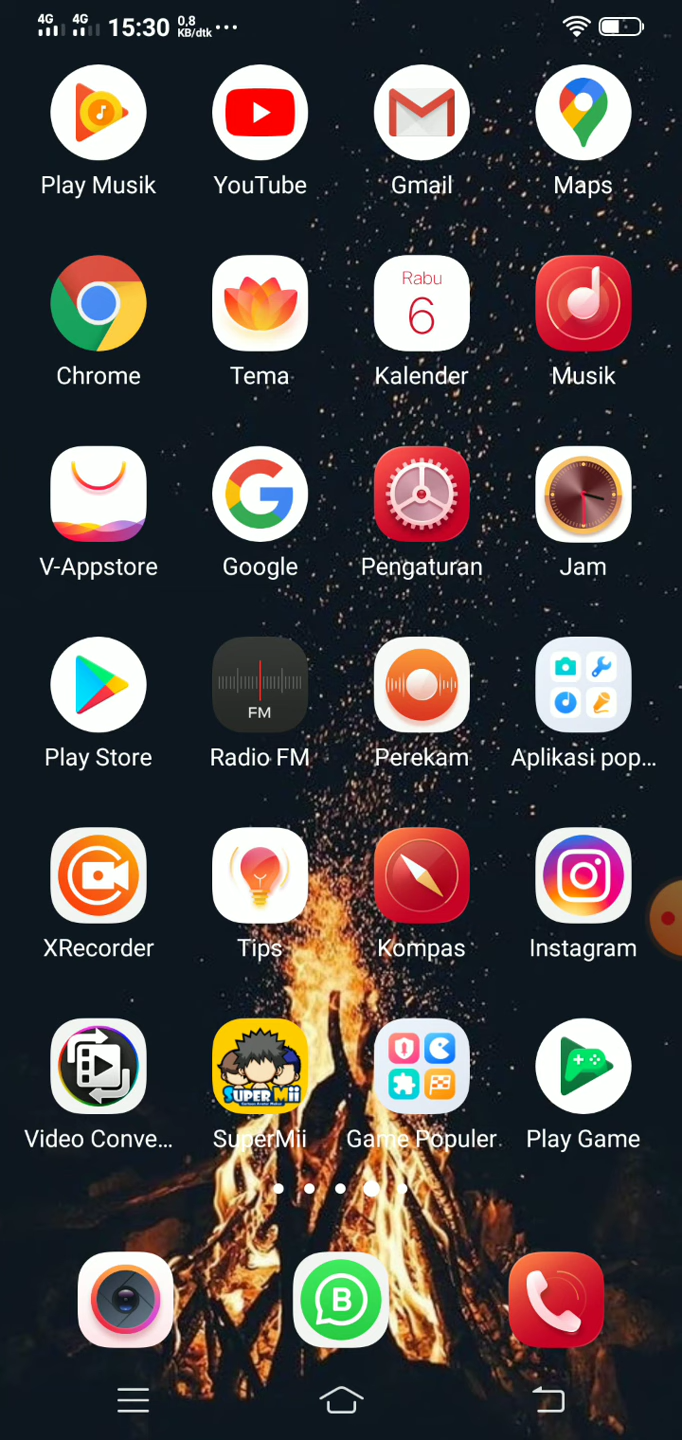 4G 4G 15:30 0,8 KB/dtk ...
Play Musik YouTube Gmail Maps
Rabu
6
Chrome Tema Kalender Musik
V-Appstore Google Pengaturan Jam
FM
Play Store Radio FM Perekam Aplikasi pop...
XRecorder Tips Kompas Instagram
SUPER Mii
Video Conve... SuperMii Game Populer Play Game
B